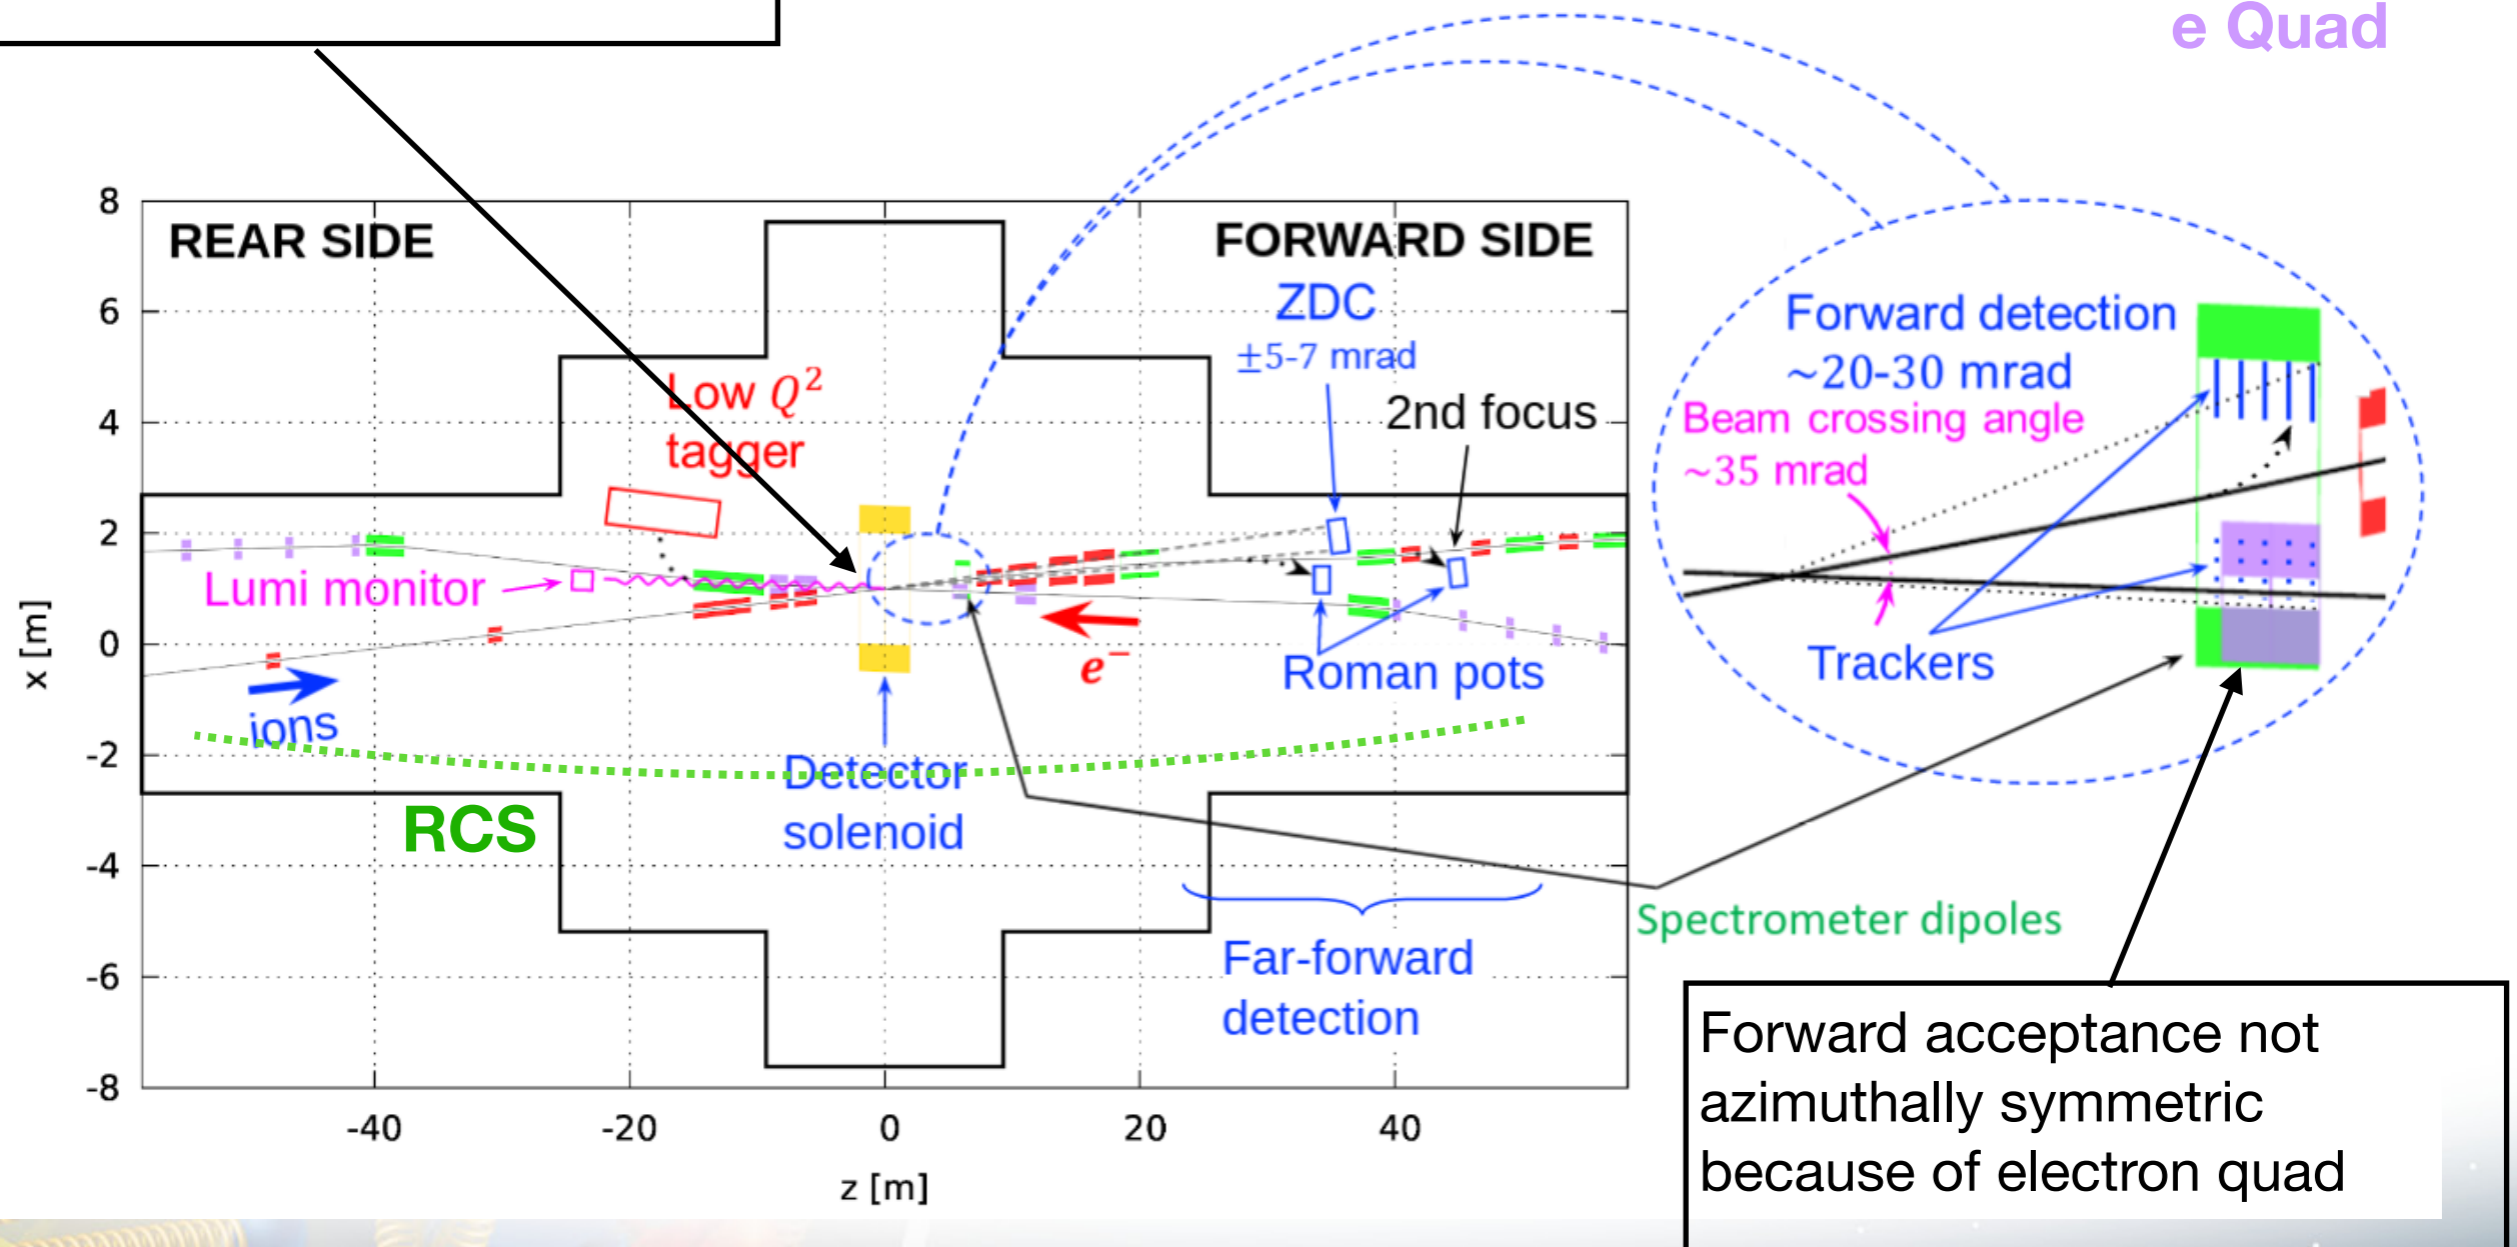 e Quad
8
REAR SIDE
FORWARD SIDE
ZDC
±5-7 mrad
6
Forward detection
~20-30 mrad
Low Q²
tagger
2nd focus
4
Beam crossing angle
~35 mrad
2
Lumi monitor
x [m]
0
e⁻
Roman pots
Trackers
ions
-2
Detector
solenoid
RCS
-4
Spectrometer dipoles
Far-forward
detection
-6
-8
-40
-20
0
20
40
z [m]
Forward acceptance not
azimuthally symmetric
because of electron quad